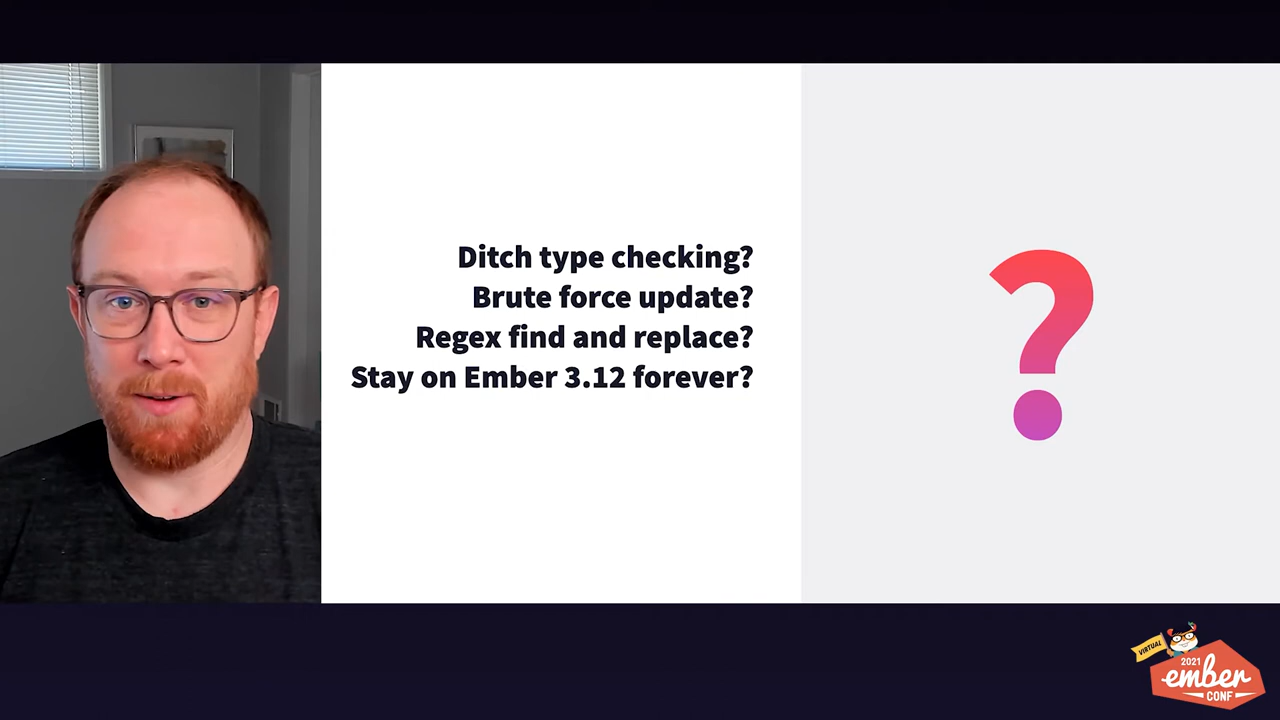 Ditch type checking?
Brute force update?
Regex find and replace?
Stay on Ember 3.12 forever?
?
VIRTUAL
2021
ember
CONF